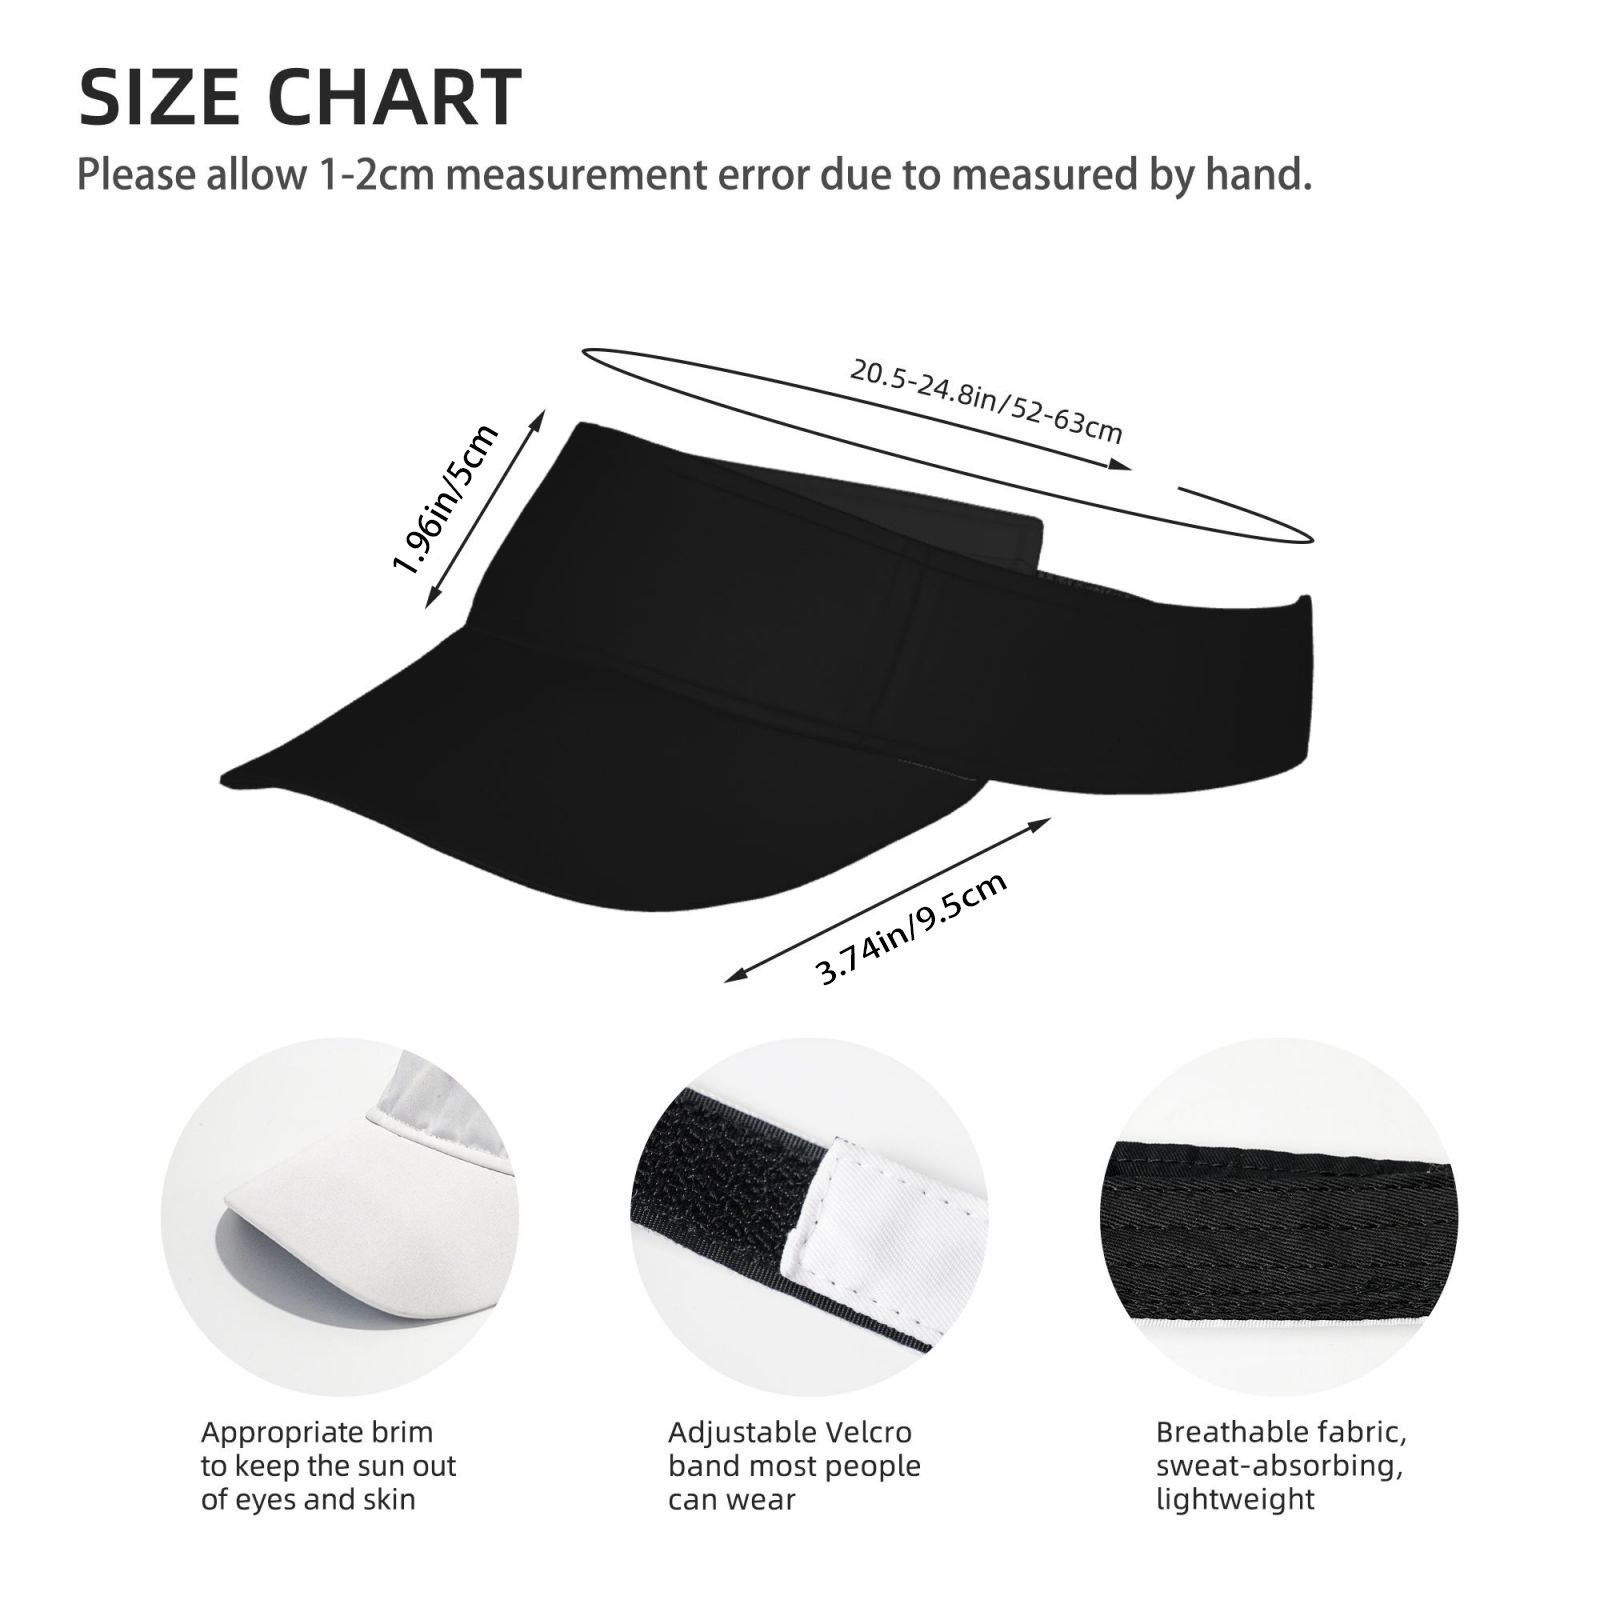 SIZE CHART
Please allow 1-2cm measurement error due to measured by hand.
20.5-24.8in/52-63cm
1.96in/5cm
3.74in/9.5cm
Appropriate brim
to keep the sun out
of eyes and skin
Adjustable Velcro
band most people
can wear
Breathable fabric,
sweat-absorbing,
lightweight